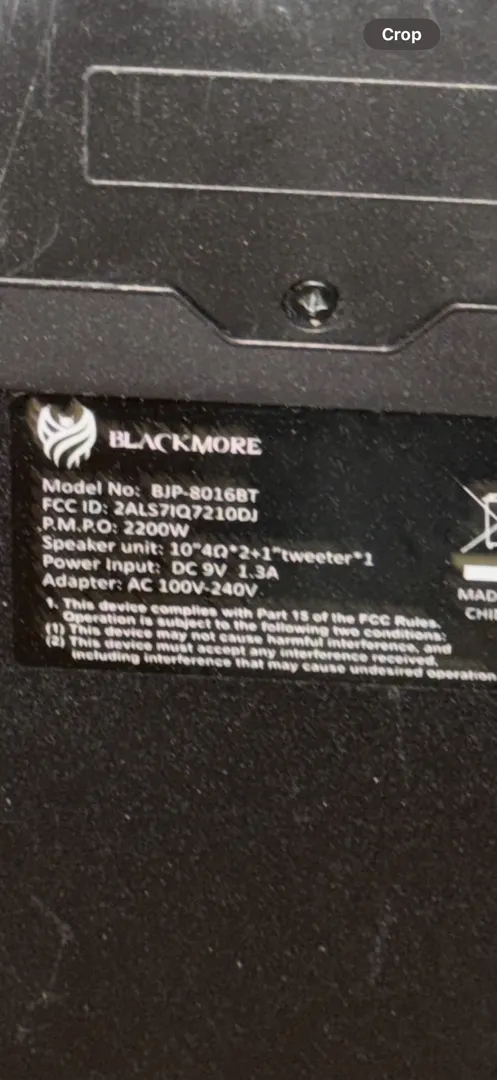 Crop
BLACKMORE
Model No: BJP-8016BT
FCC ID: 2ALS7IQ7210DJ
P.M.P.O: 2200W
Speaker unit: 10"4Ω*2+1"tweeter*1
Power Input: DC 9V 1.3A
Adapter: AC 100V-240V
1. This device complies with Part 15 of the FCC Rules.
Operation is subject to the following two conditions:
(1) This device may not cause harmful interference, and
(2) This device must accept any interference received,
including interference that may cause undesired operation
MAD
CHI